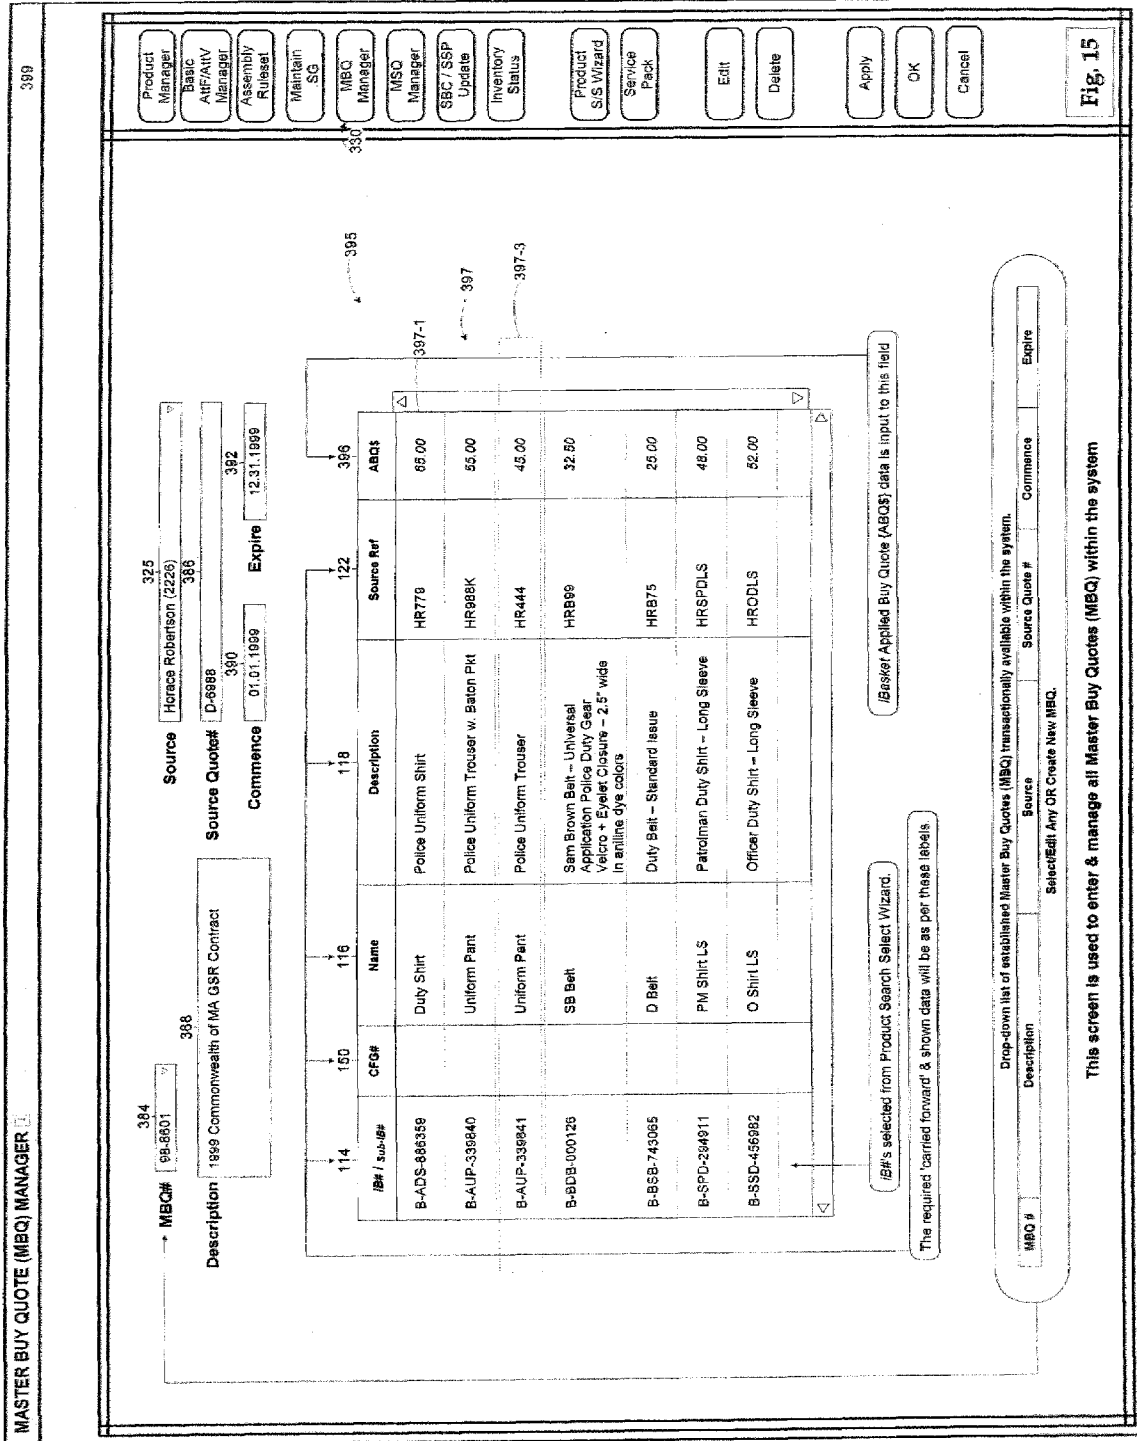 MASTER BUY QUOTE (MBQ) MANAGER
399
384
MBQ# 98-8601
388
Description 1999 Commonwealth of MA GSR Contract
325
Source Horace Robertson (2226)
386
Source Quote# D-6988
390
392
Commence 01.01.1999 Expire 12.31.1999
395
114 150 116 118 122 396
IB# / sub-IB# CFG# Name Description Source Ref ABQ$
B-ADS-886359 Duty Shirt Police Uniform Shirt HR779 65.00
397-1
B-AUP-339840 Uniform Pant Police Uniform Trouser w. Baton Pkt HR988K 55.00
397
B-AUP-339841 Uniform Pant Police Uniform Trouser HR444 45.00
397-3
B-BDB-000126 SB Belt Sam Brown Belt – Universal HRB99 32.50
Application Police Duty Gear
Velcro + Eyelet Closure – 2.5" wide
in aniline dye colors
B-BSB-743065 D Belt Duty Belt – Standard Issue HRB75 25.00
B-SPD-294911 PM Shirt LS Patrolman Duty Shirt – Long Sleeve HRSPDLS 48.00
B-SSD-456982 O Shirt LS Officer Duty Shirt – Long Sleeve HRODLS 52.00
IB#'s selected from Product Search Select Wizard.
IBasket Applied Buy Quote {ABQ$} data is input to this field
The required 'carried forward' & shown data will be as per these labels.
Drop-down list of established Master Buy Quotes (MBQ) transactionally available within the system.
MBQ # Description Source Source Quote # Commence Expire
Select/Edit Any OR Create New MBQ.
This screen is used to enter & manage all Master Buy Quotes (MBQ) within the system
Product
Manager
Basic
AttF/AttV
Manager
Assembly
Ruleset
Maintain
SG
MBQ
Manager
330
MSQ
Manager
SBC / SSP
Update
Inventory
Status
Product
S/S Wizard
Service
Pack
Edit
Delete
Apply
OK
Cancel
Fig. 15